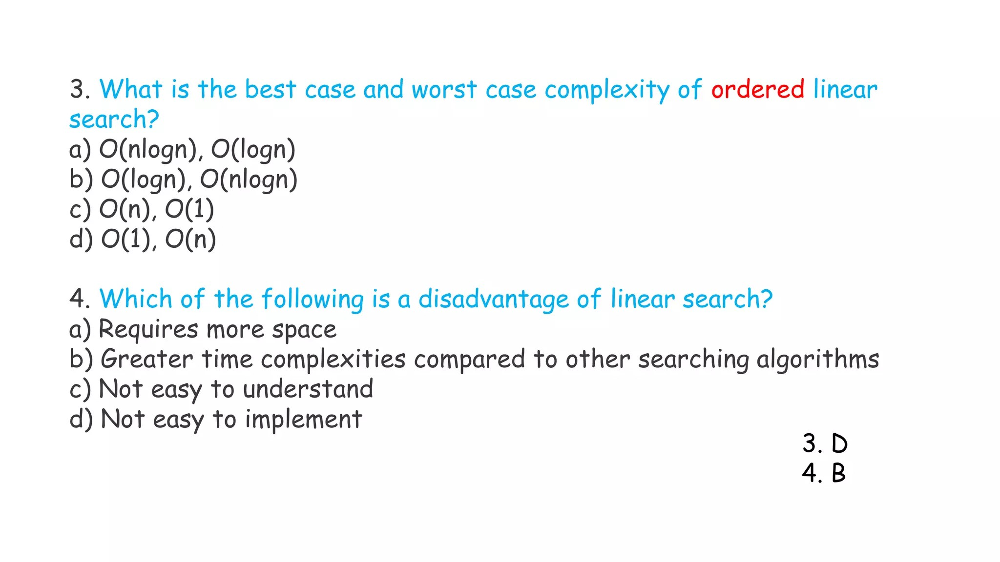 3. What is the best case and worst case complexity of ordered linear
search?
a) O(nlogn), O(logn)
b) O(logn), O(nlogn)
c) O(n), O(1)
d) O(1), O(n)
4. Which of the following is a disadvantage of linear search?
a) Requires more space
b) Greater time complexities compared to other searching algorithms
c) Not easy to understand
d) Not easy to implement
3. D
4. B